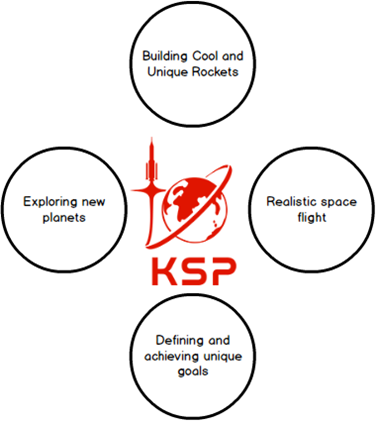 Building Cool and
Unique Rockets
Exploring new
planets
Realistic space
flight
KSP
Defining and
achieving unique
goals